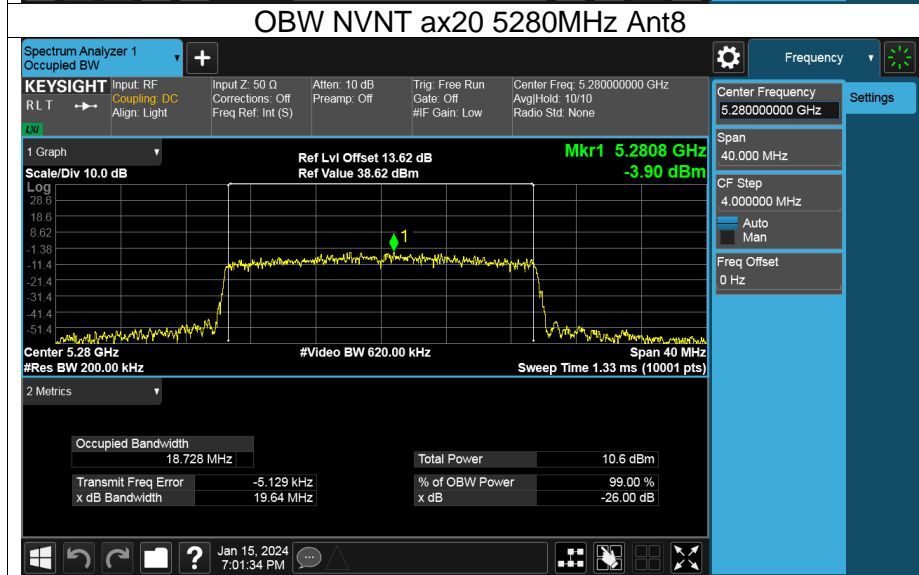 OBW NVNT ax20 5280MHz Ant8
Spectrum Analyzer 1
Occupied BW
+
Frequency
KEYSIGHT
R L T
LXI
Input: RF
Coupling: DC
Align: Light
Input Z: 50 Ω
Corrections: Off
Freq Ref: Int (S)
Atten: 10 dB
Preamp: Off
Trig: Free Run
Gate: Off
#IF Gain: Low
Center Freq: 5.280000000 GHz
Avg|Hold: 10/10
Radio Std: None
Center Frequency
5.280000000 GHz
Settings
Span
40.000 MHz
CF Step
4.000000 MHz
Auto
Man
Freq Offset
0 Hz
1 Graph
Scale/Div 10.0 dB
Ref Lvl Offset 13.62 dB
Ref Value 38.62 dBm
Mkr1 5.2808 GHz
-3.90 dBm
Log
28.6
18.6
8.62
-1.38
-11.4
-21.4
-31.4
-41.4
-51.4
1
Center 5.28 GHz
#Video BW 620.00 kHz
Span 40 MHz
#Res BW 200.00 kHz
Sweep Time 1.33 ms (10001 pts)
2 Metrics
Occupied Bandwidth
18.728 MHz
Transmit Freq Error -5.129 kHz
x dB Bandwidth 19.64 MHz
Total Power 10.6 dBm
% of OBW Power 99.00 %
x dB -26.00 dB
?
Jan 15, 2024
7:01:34 PM